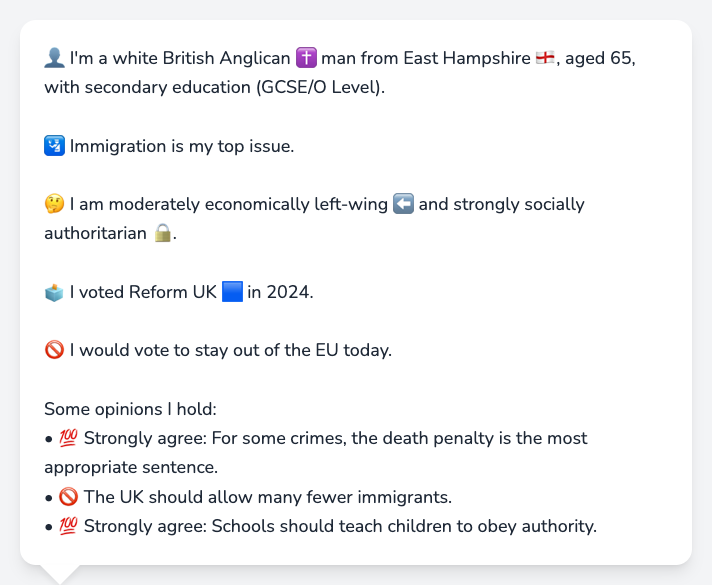 👤 I'm a white British Anglican ✝️ man from East Hampshire 🏴󠁧󠁢󠁥󠁮󠁧󠁿, aged 65,
with secondary education (GCSE/O Level).
🛂 Immigration is my top issue.
🤔 I am moderately economically left-wing ⬅️ and strongly socially
authoritarian 🔒.
🗳️ I voted Reform UK 🟦 in 2024.
🚫 I would vote to stay out of the EU today.
Some opinions I hold:
• 💯 Strongly agree: For some crimes, the death penalty is the most
appropriate sentence.
• 🚫 The UK should allow many fewer immigrants.
• 💯 Strongly agree: Schools should teach children to obey authority.